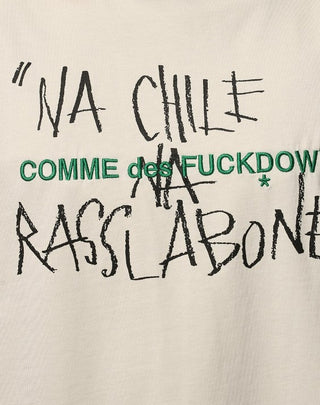 "NA CHILE
COMME des FUCKDOW
NA *
RASSLABONE